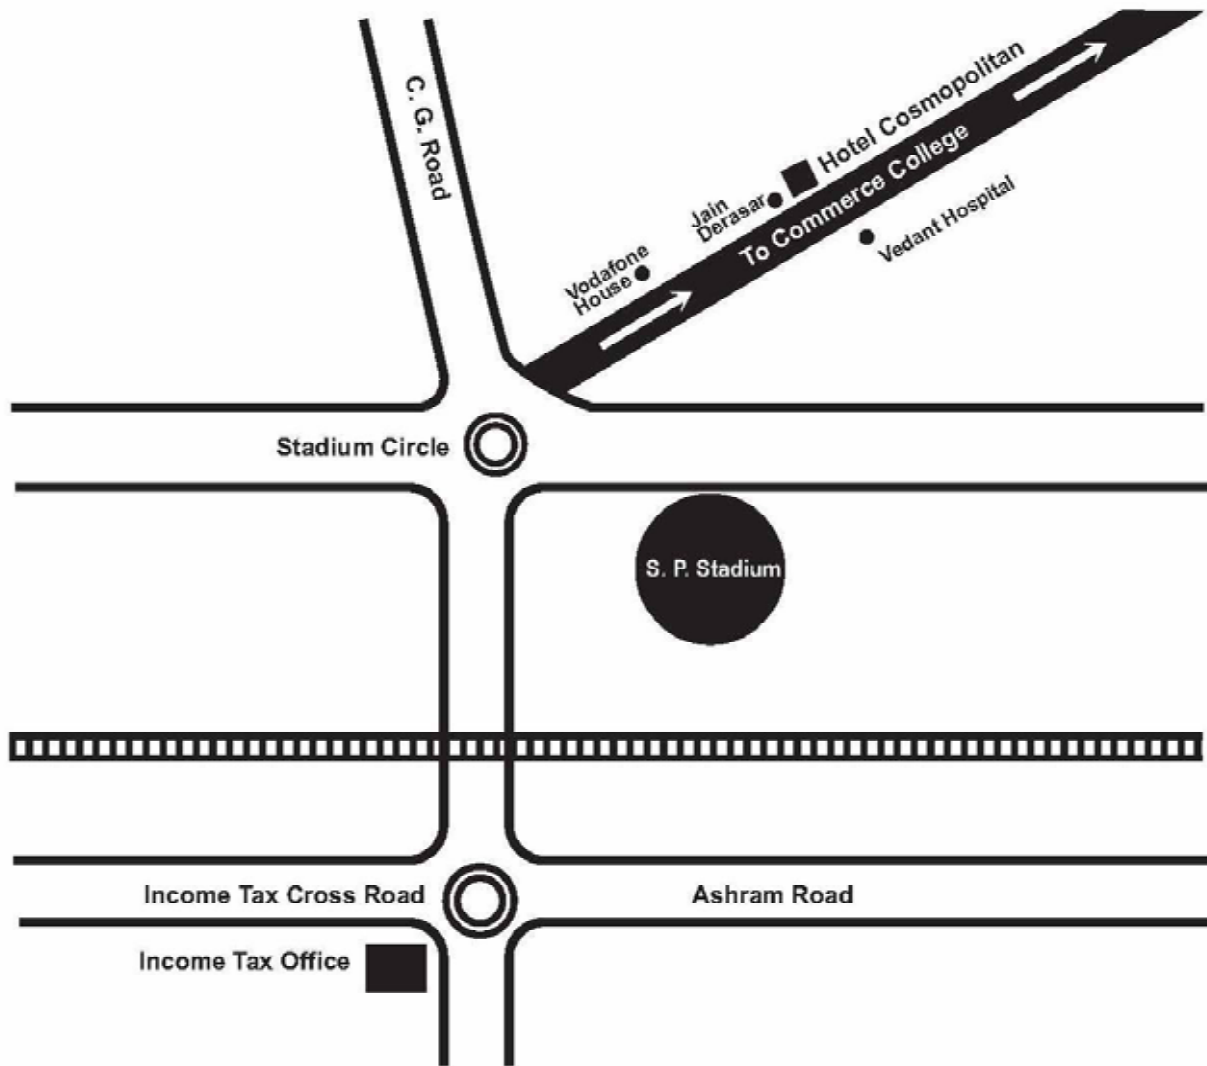 C. G. Road
Hotel Cosmopolitan
To Commerce College
Jain
Derasar
Vedant Hospital
Vodafone
House
Stadium Circle
S. P. Stadium
Income Tax Cross Road
Ashram Road
Income Tax Office